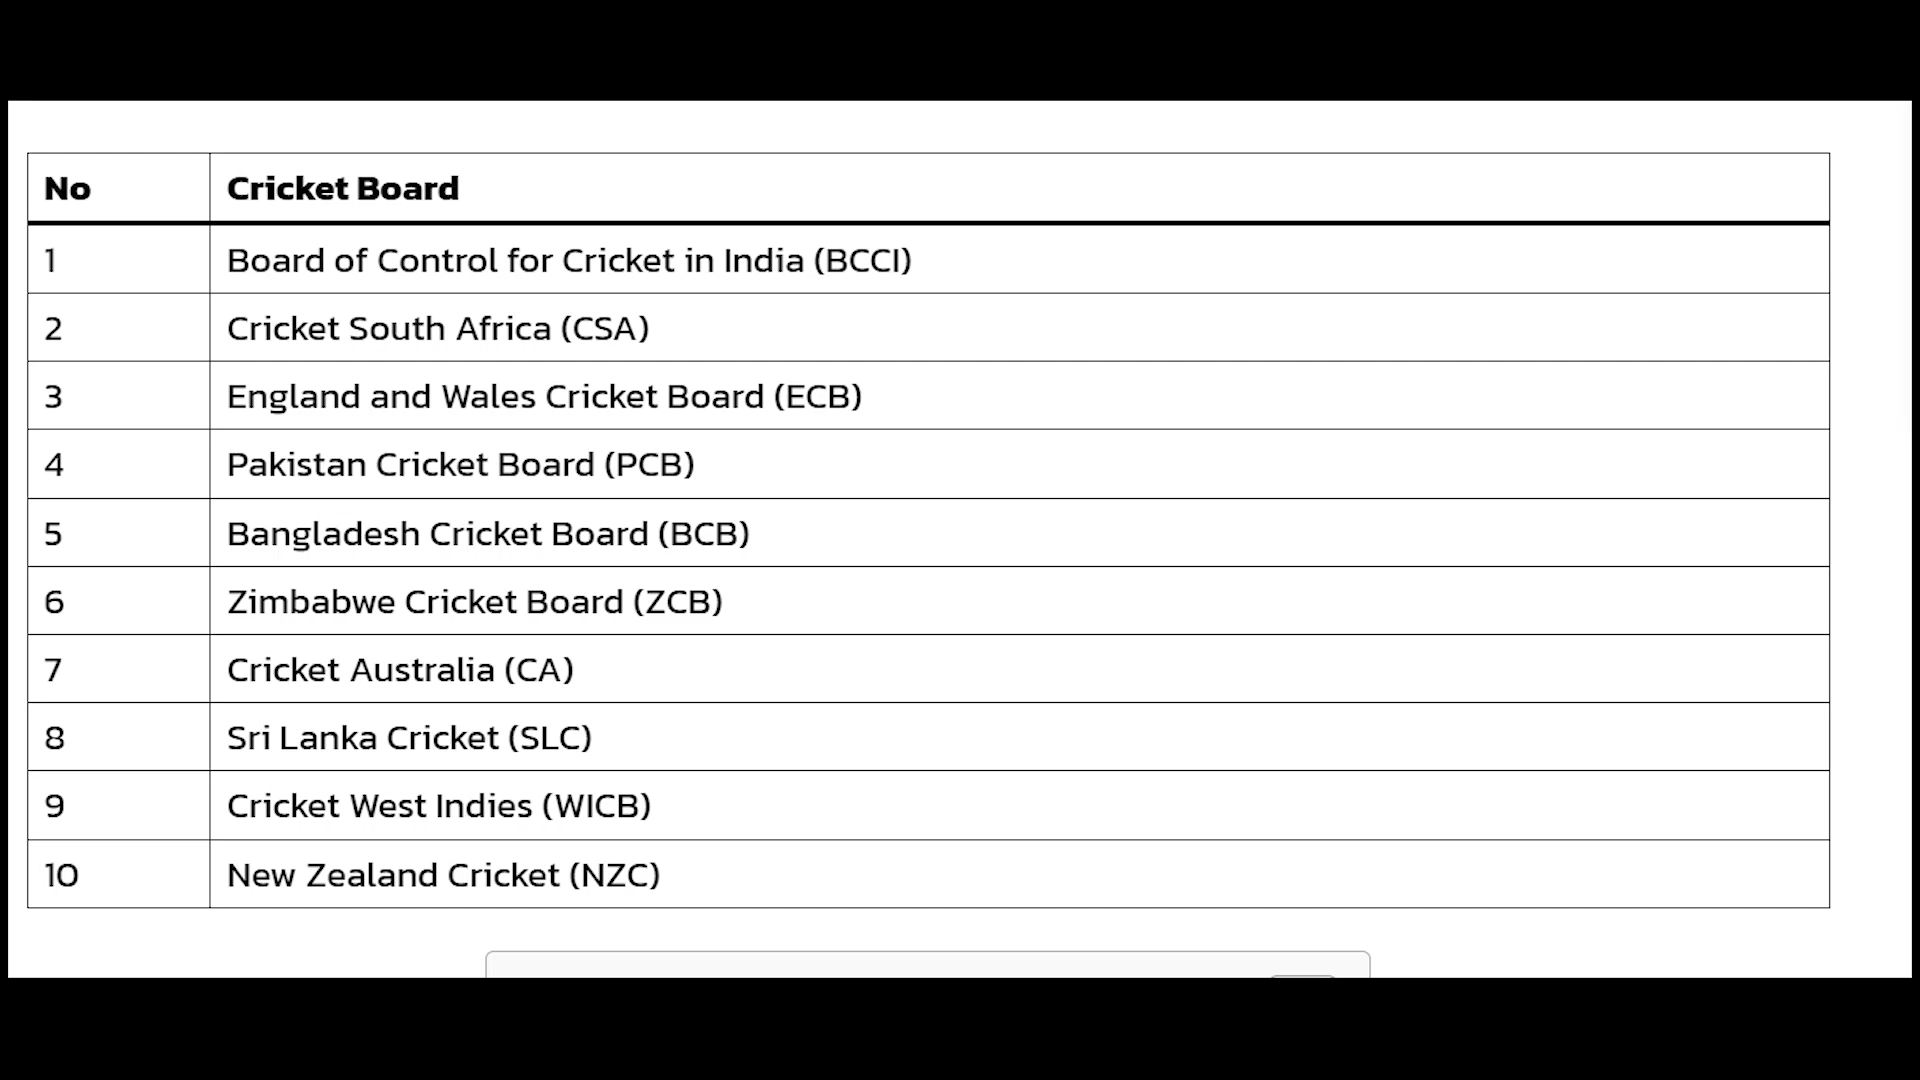 No Cricket Board
1 Board of Control for Cricket in India (BCCI)
2 Cricket South Africa (CSA)
3 England and Wales Cricket Board (ECB)
4 Pakistan Cricket Board (PCB)
5 Bangladesh Cricket Board (BCB)
6 Zimbabwe Cricket Board (ZCB)
7 Cricket Australia (CA)
8 Sri Lanka Cricket (SLC)
9 Cricket West Indies (WICB)
10 New Zealand Cricket (NZC)